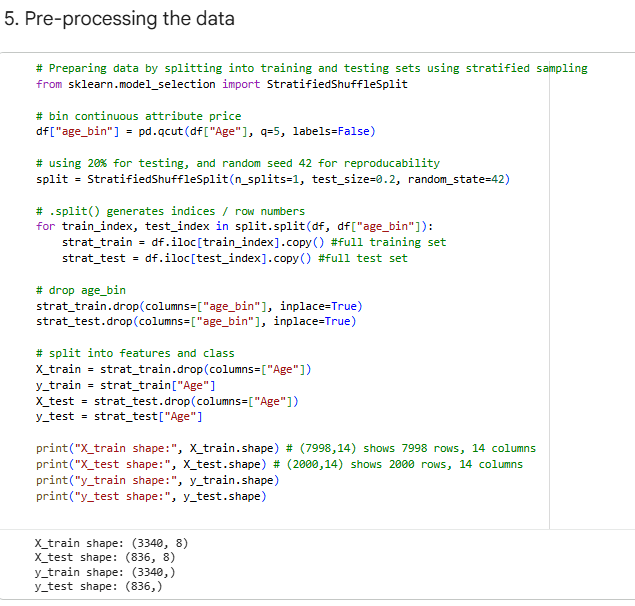 5. Pre-processing the data
# Preparing data by splitting into training and testing sets using stratified sampling
from sklearn.model_selection import StratifiedShuffleSplit
# bin continuous attribute price
df["age_bin"] = pd.qcut(df["Age"], q=5, labels=False)
# using 20% for testing, and random seed 42 for reproducability
split = StratifiedShuffleSplit(n_splits=1, test_size=0.2, random_state=42)
# .split() generates indices / row numbers
for train_index, test_index in split.split(df, df["age_bin"]):
    strat_train = df.iloc[train_index].copy() #full training set
    strat_test = df.iloc[test_index].copy() #full test set
# drop age_bin
strat_train.drop(columns=["age_bin"], inplace=True)
strat_test.drop(columns=["age_bin"], inplace=True)
# split into features and class
X_train = strat_train.drop(columns=["Age"])
y_train = strat_train["Age"]
X_test = strat_test.drop(columns=["Age"])
y_test = strat_test["Age"]
print("X_train shape:", X_train.shape) # (7998,14) shows 7998 rows, 14 columns
print("X_test shape:", X_test.shape) # (2000,14) shows 2000 rows, 14 columns
print("y_train shape:", y_train.shape)
print("y_test shape:", y_test.shape)
X_train shape: (3340, 8)
X_test shape: (836, 8)
y_train shape: (3340,)
y_test shape: (836,)